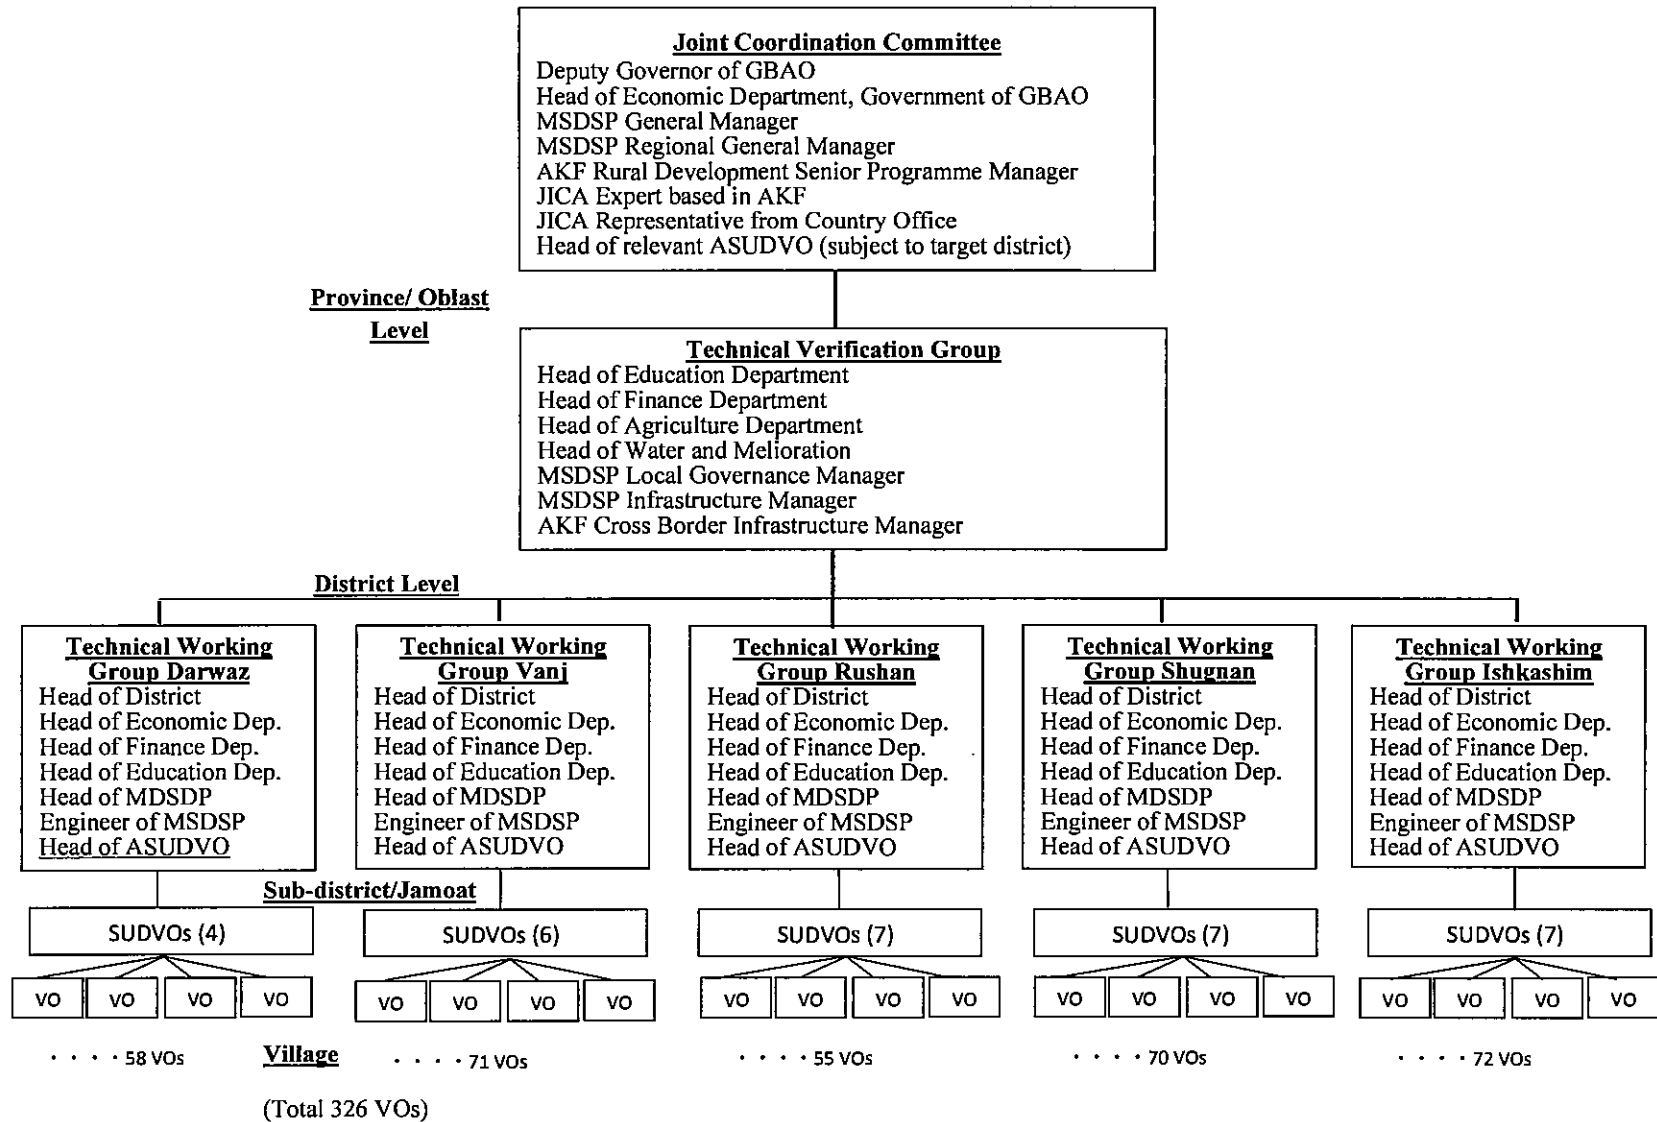 Joint Coordination Committee
Deputy Governor of GBAO
Head of Economic Department, Government of GBAO
MSDSP General Manager
MSDSP Regional General Manager
AKF Rural Development Senior Programme Manager
JICA Expert based in AKF
JICA Representative from Country Office
Head of relevant ASUDVO (subject to target district)
Province/ Oblast
Level
Technical Verification Group
Head of Education Department
Head of Finance Department
Head of Agriculture Department
Head of Water and Melioration
MSDSP Local Governance Manager
MSDSP Infrastructure Manager
AKF Cross Border Infrastructure Manager
District Level
Technical Working
Group Darwaz
Head of District
Head of Economic Dep.
Head of Finance Dep.
Head of Education Dep.
Head of MDSDP
Engineer of MSDSP
Head of ASUDVO
Technical Working
Group Vanj
Head of District
Head of Economic Dep.
Head of Finance Dep.
Head of Education Dep.
Head of MDSDP
Engineer of MSDSP
Head of ASUDVO
Technical Working
Group Rushan
Head of District
Head of Economic Dep.
Head of Finance Dep.
Head of Education Dep.
Head of MDSDP
Engineer of MSDSP
Head of ASUDVO
Technical Working
Group Shugnan
Head of District
Head of Economic Dep.
Head of Finance Dep.
Head of Education Dep.
Head of MDSDP
Engineer of MSDSP
Head of ASUDVO
Technical Working
Group Ishkashim
Head of District
Head of Economic Dep.
Head of Finance Dep.
Head of Education Dep.
Head of MDSDP
Engineer of MSDSP
Head of ASUDVO
Sub-district/Jamoat
SUDVOs (4)
SUDVOs (6)
SUDVOs (7)
SUDVOs (7)
SUDVOs (7)
VO VO VO VO
VO VO VO VO
VO VO VO VO
VO VO VO VO
VO VO VO VO
· · · · 58 VOs
Village
· · · · 71 VOs
· · · · 55 VOs
· · · · 70 VOs
· · · · 72 VOs
(Total 326 VOs)